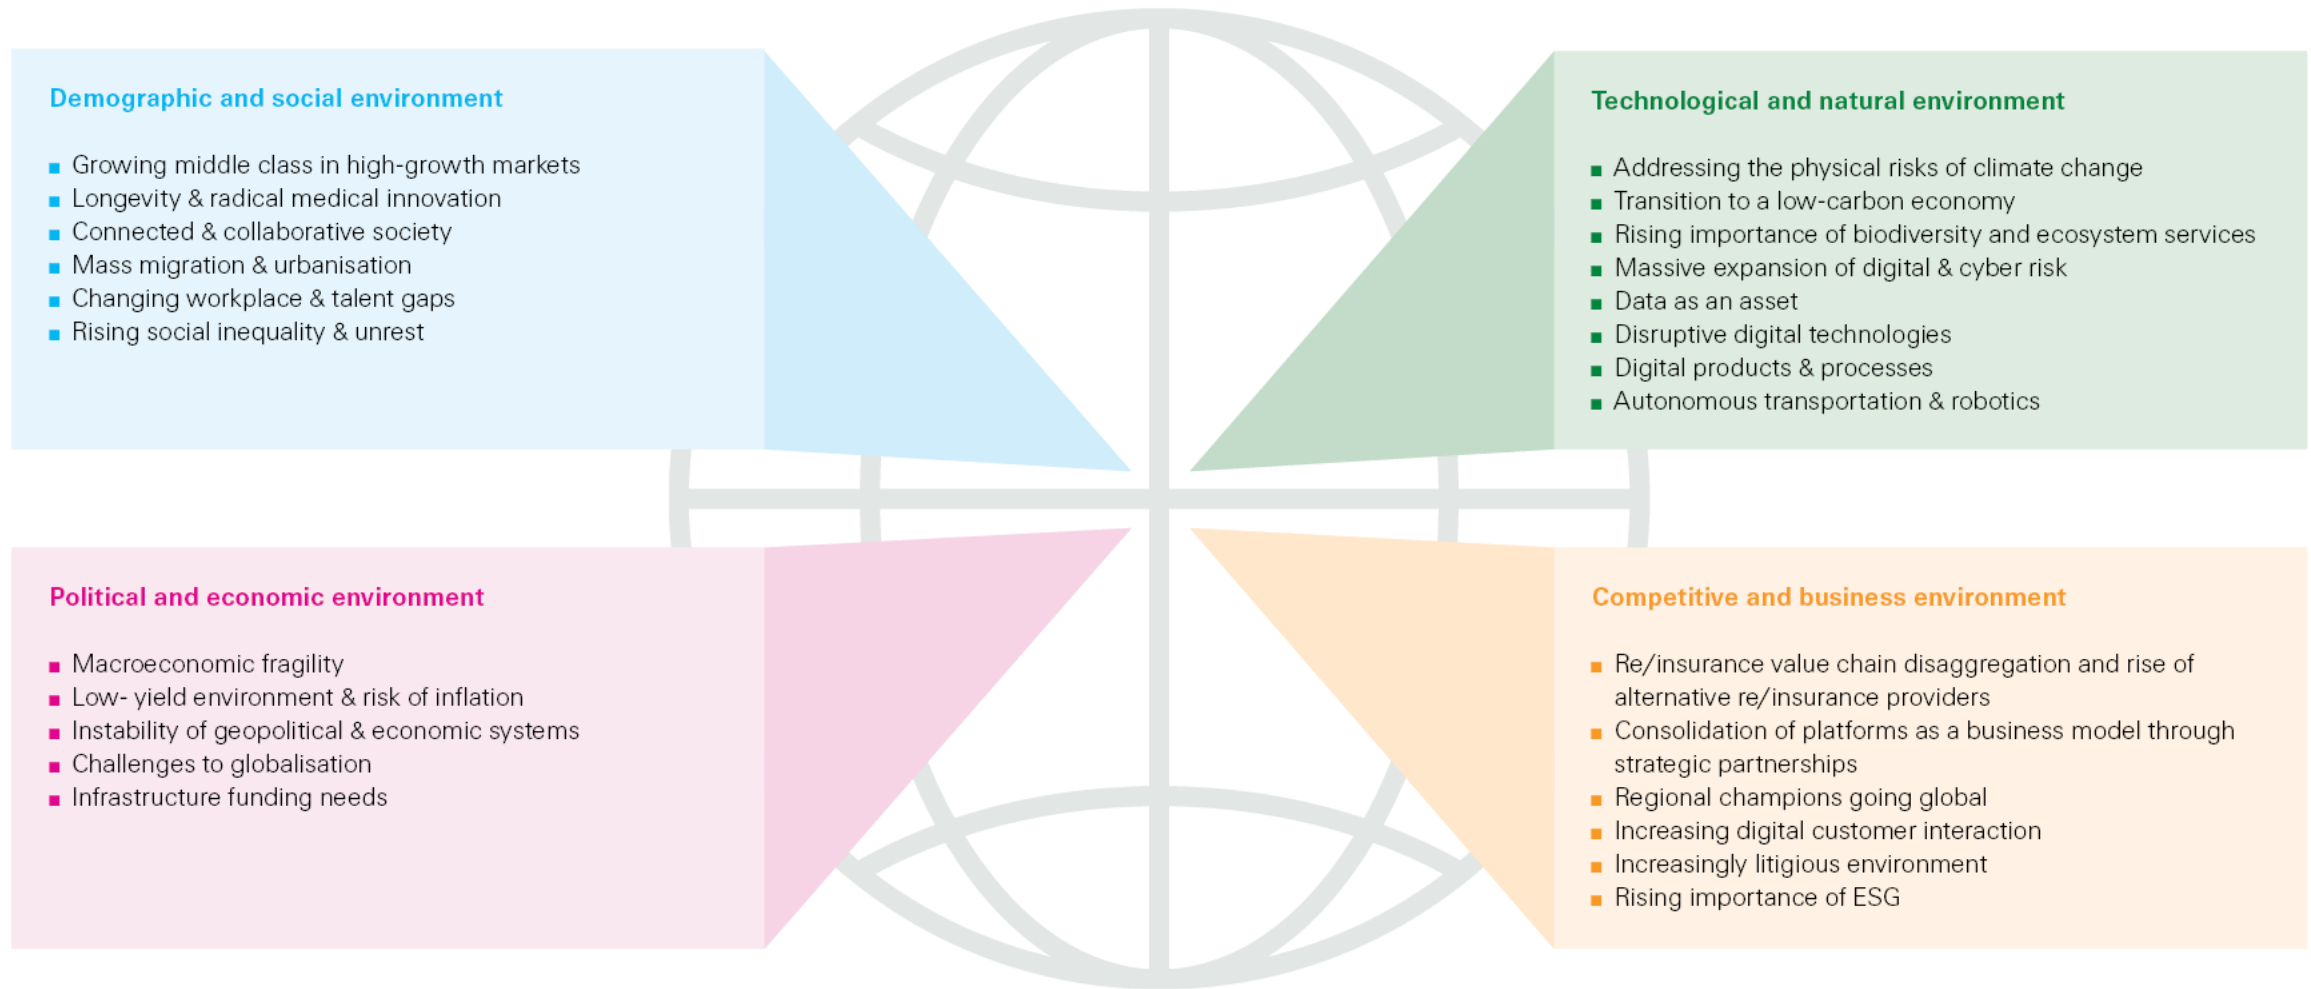 Demographic and social environment
■ Growing middle class in high-growth markets
■ Longevity & radical medical innovation
■ Connected & collaborative society
■ Mass migration & urbanisation
■ Changing workplace & talent gaps
■ Rising social inequality & unrest
Technological and natural environment
■ Addressing the physical risks of climate change
■ Transition to a low-carbon economy
■ Rising importance of biodiversity and ecosystem services
■ Massive expansion of digital & cyber risk
■ Data as an asset
■ Disruptive digital technologies
■ Digital products & processes
■ Autonomous transportation & robotics
Political and economic environment
■ Macroeconomic fragility
■ Low- yield environment & risk of inflation
■ Instability of geopolitical & economic systems
■ Challenges to globalisation
■ Infrastructure funding needs
Competitive and business environment
■ Re/insurance value chain disaggregation and rise of
alternative re/insurance providers
■ Consolidation of platforms as a business model through
strategic partnerships
■ Regional champions going global
■ Increasing digital customer interaction
■ Increasingly litigious environment
■ Rising importance of ESG